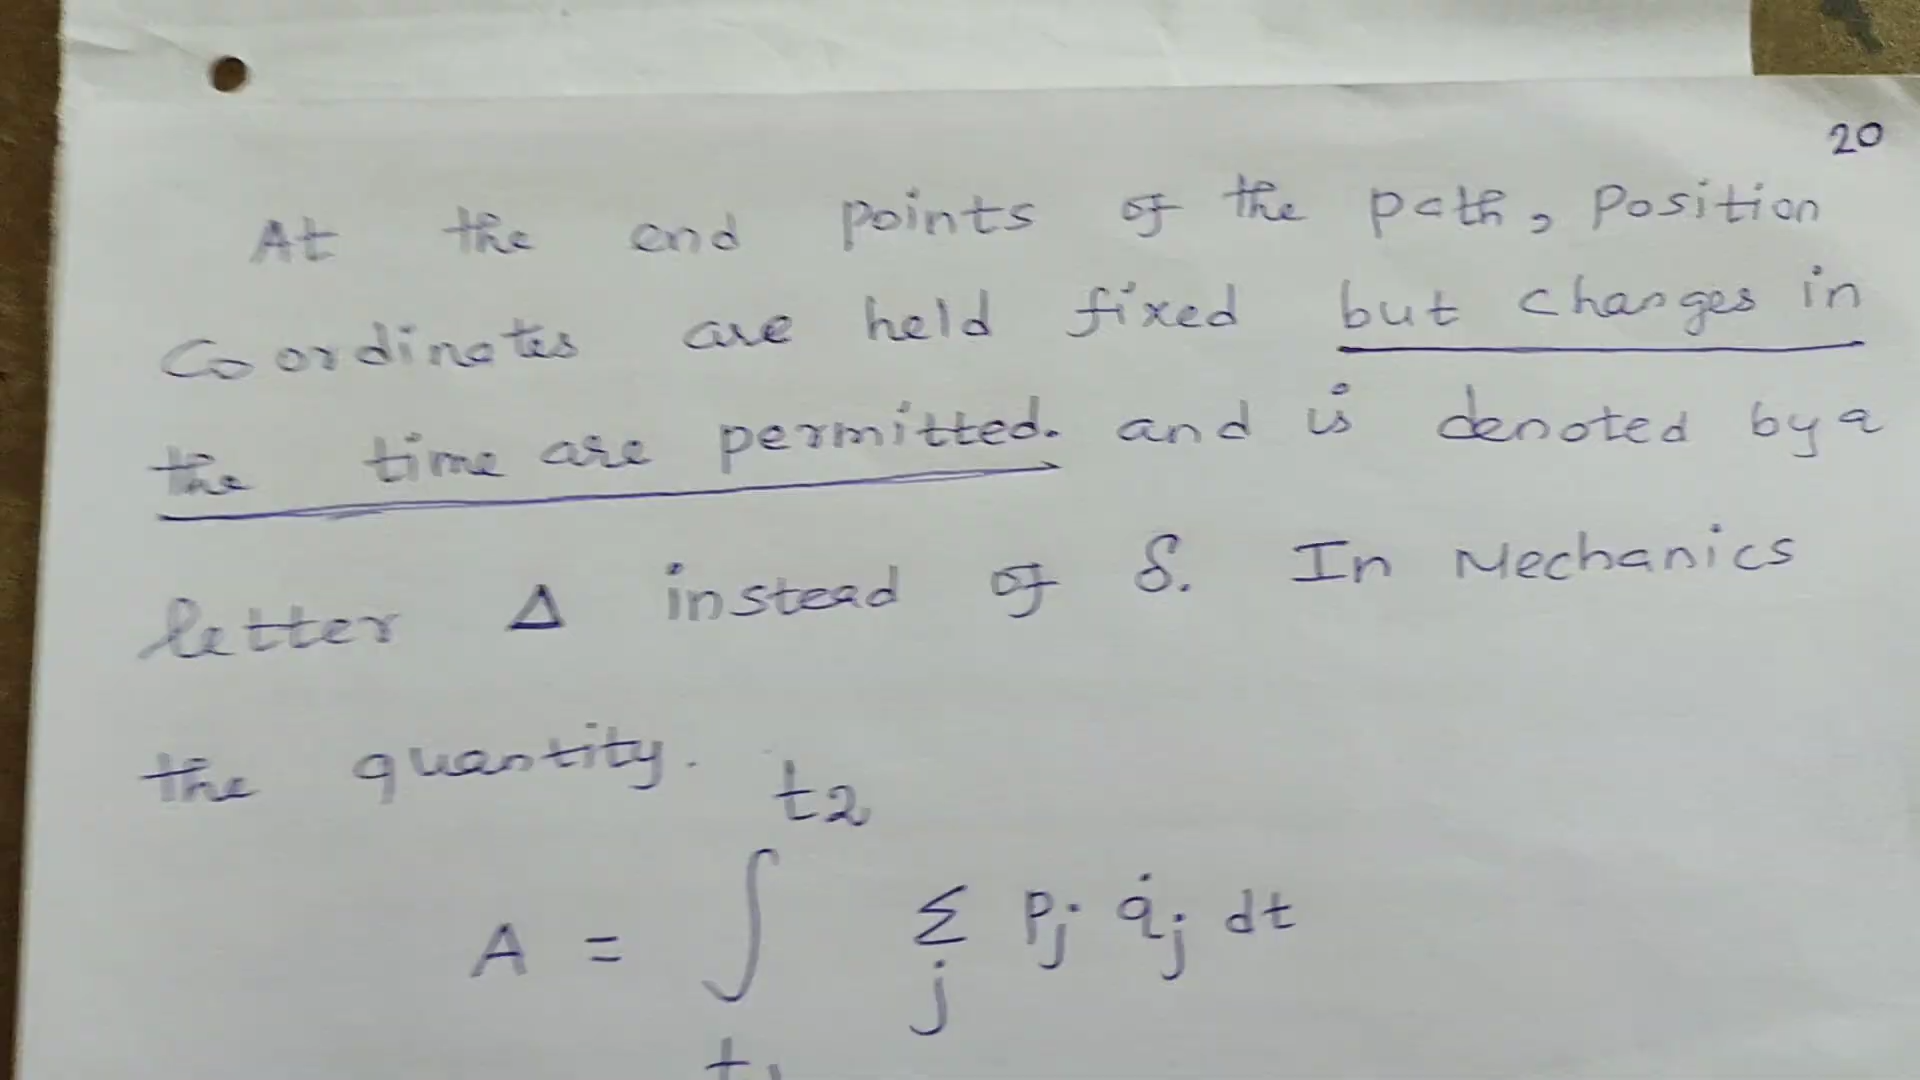 20
At the end points of the path, Position
Coordinates are held fixed but changes in
the time are permitted. and is denoted by a
letter Δ instead of δ. In Mechanics
the quantity.
t2
A = ∫ Σ Pj q̇j dt
j
t1